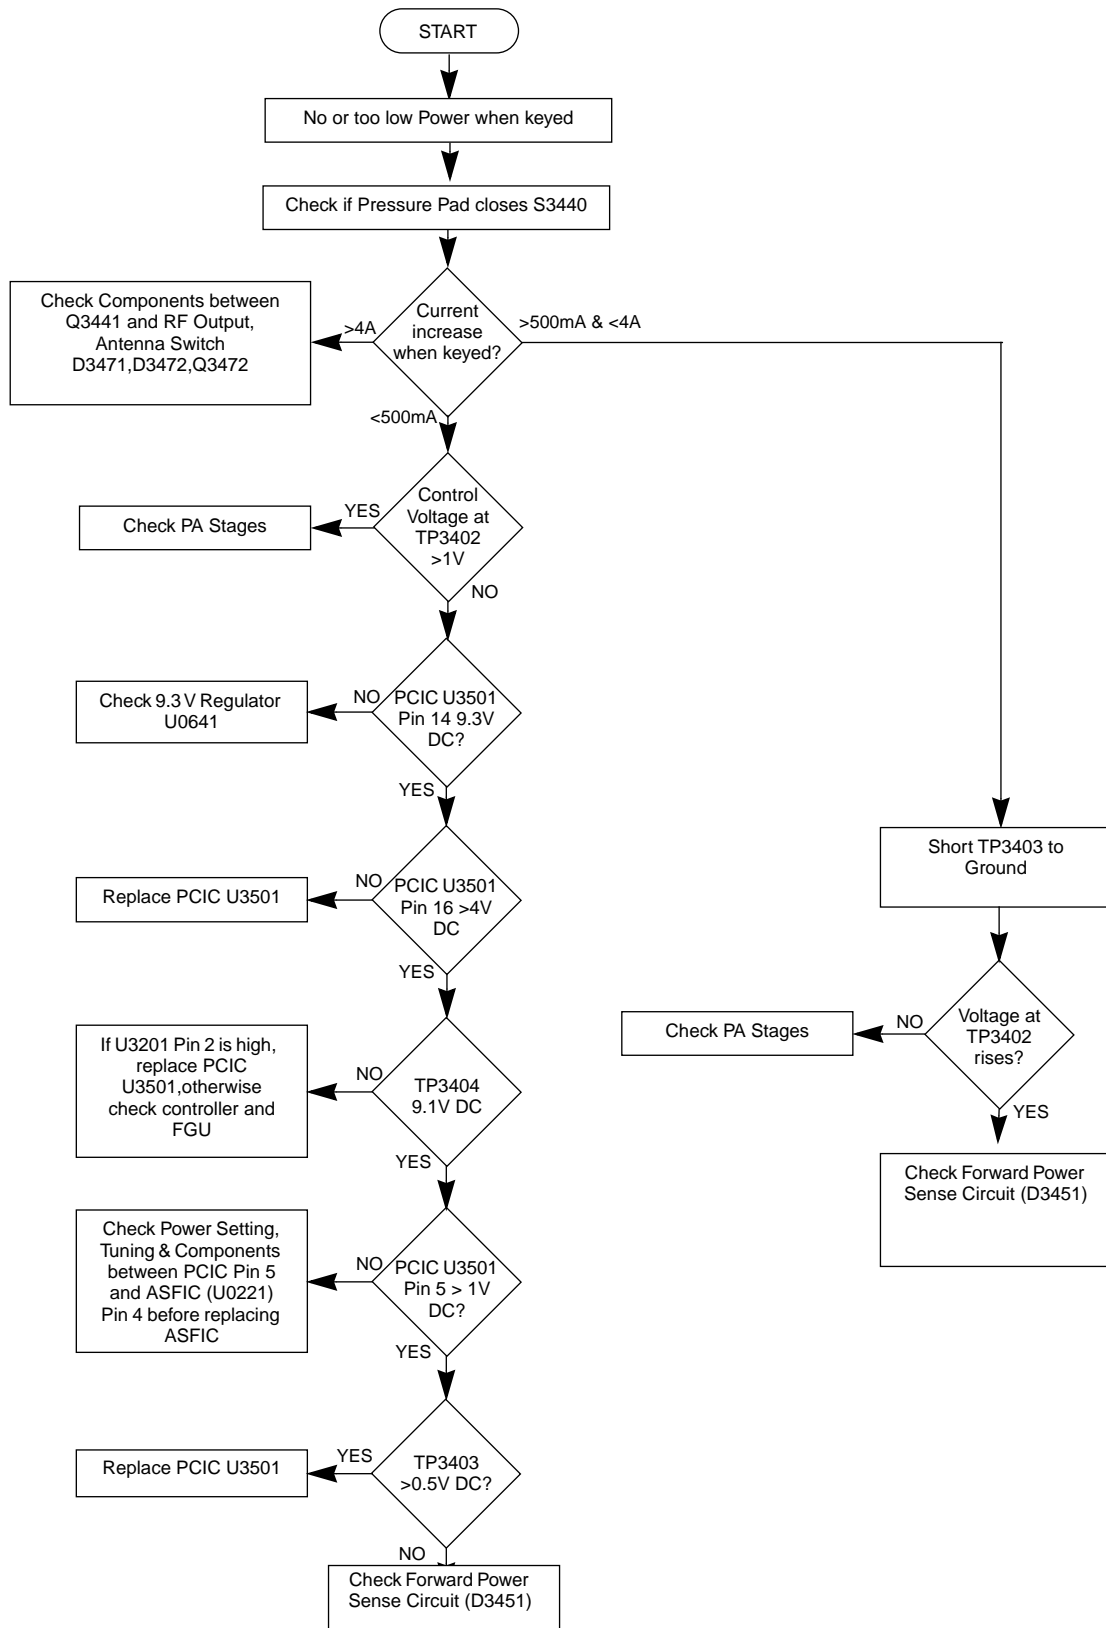 START
No or too low Power when keyed
Check if Pressure Pad closes S3440
Check Components between
Q3441 and RF Output,
Antenna Switch
D3471,D3472,Q3472
>4A
Current
increase
when keyed?
>500mA & <4A
<500mA
Check PA Stages
YES
Control
Voltage at
TP3402
>1V
NO
Check 9.3 V Regulator
U0641
NO
PCIC U3501
Pin 14 9.3V
DC?
YES
Replace PCIC U3501
NO
PCIC U3501
Pin 16 >4V
DC
YES
If U3201 Pin 2 is high,
replace PCIC
U3501,otherwise
check controller and
FGU
NO
TP3404
9.1V DC
YES
Check Power Setting,
Tuning & Components
between PCIC Pin 5
and ASFIC (U0221)
Pin 4 before replacing
ASFIC
NO
PCIC U3501
Pin 5 > 1V
DC?
YES
Replace PCIC U3501
YES
TP3403
>0.5V DC?
NO
Check Forward Power
Sense Circuit (D3451)
Short TP3403 to
Ground
Check PA Stages
NO
Voltage at
TP3402
rises?
YES
Check Forward Power
Sense Circuit (D3451)